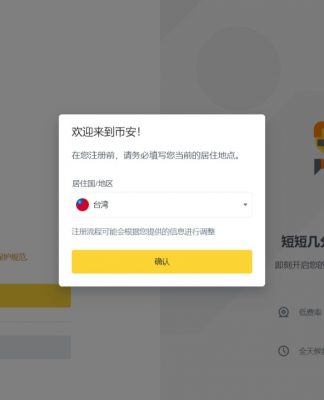 欢迎来到币安!
在您注册前，请务必填写您当前的居住地点。
居住国/地区
台湾
注册流程可能会根据您提供的信息进行调整
确认
护规范.
短短几分
即刻开启您的
低费率
全天候